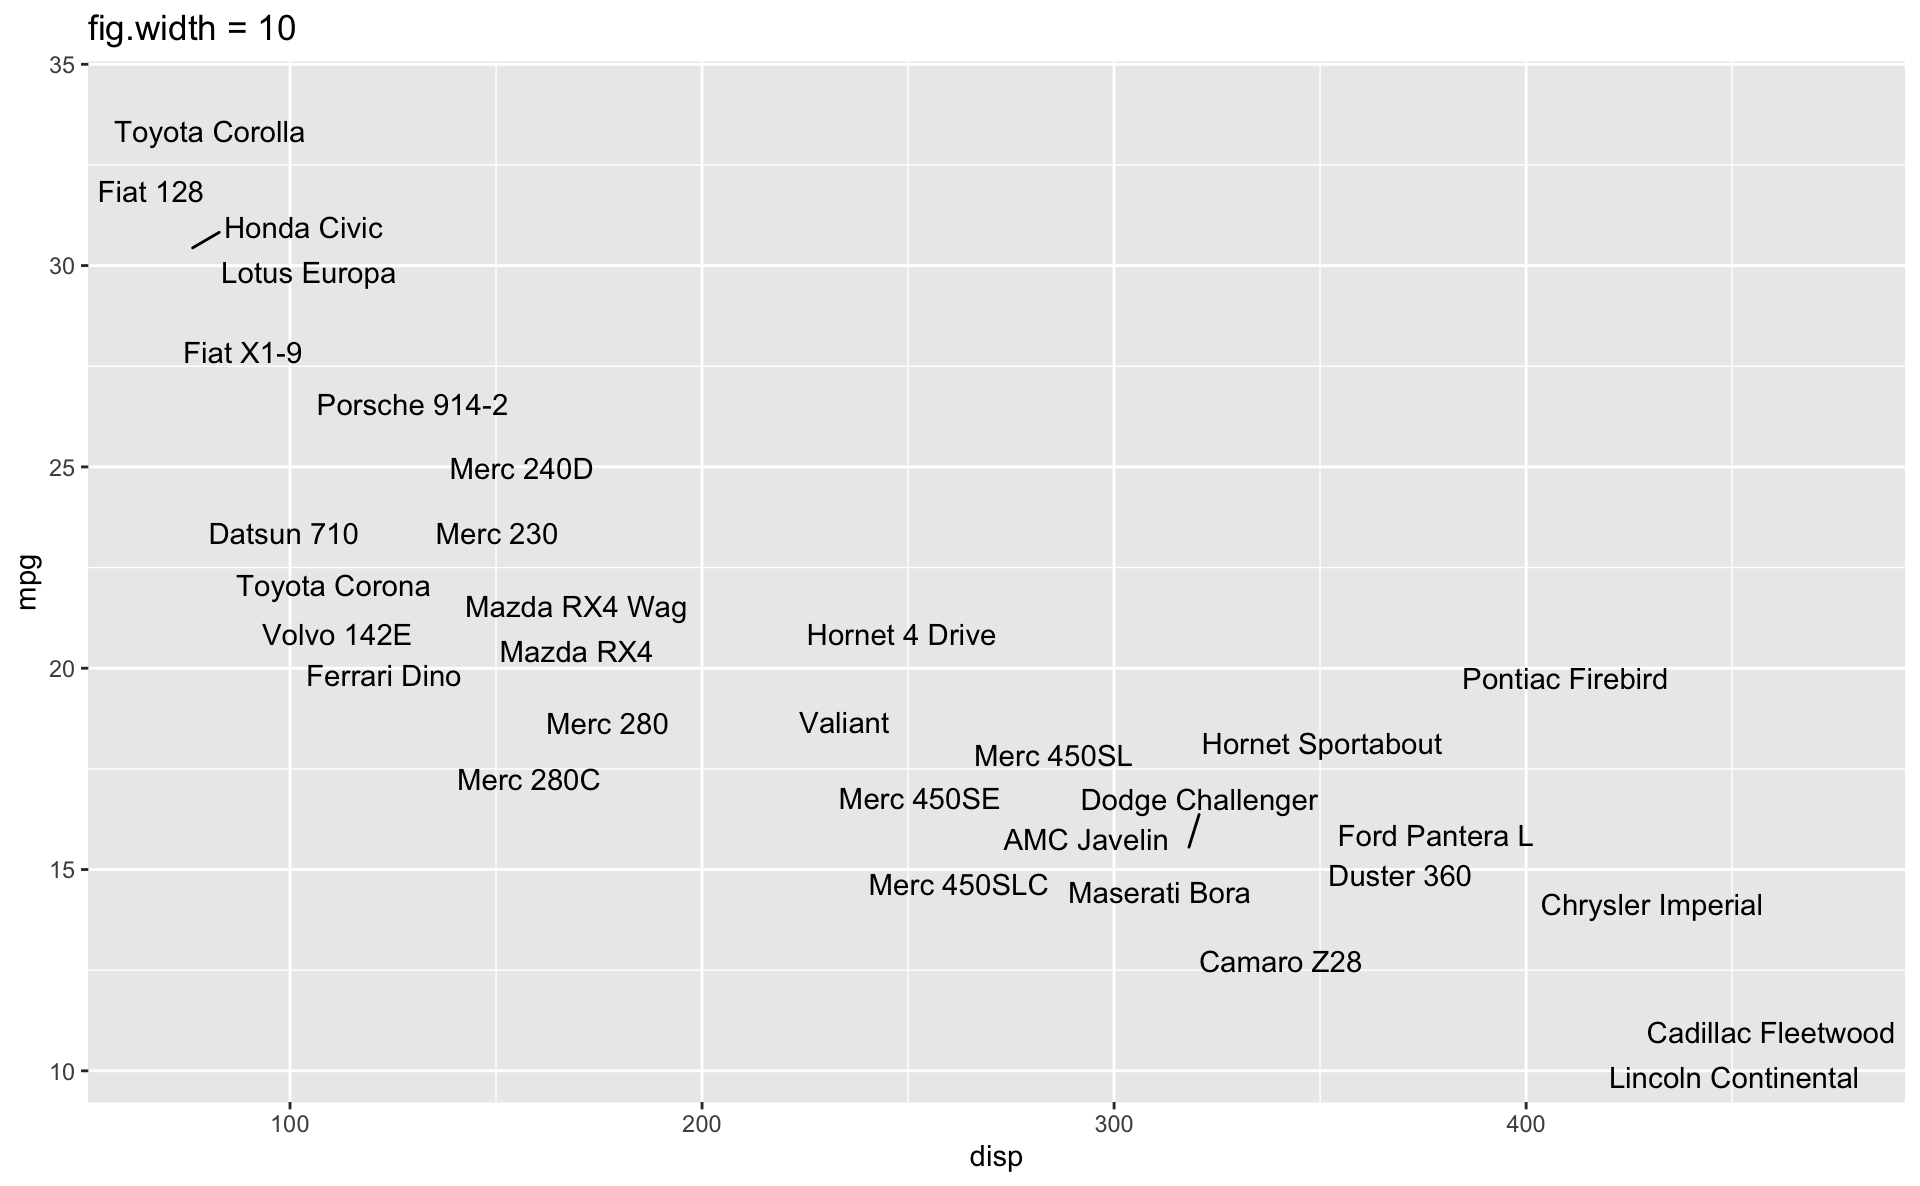 fig.width = 10
35
Toyota Corolla
Fiat 128
Honda Civic
30
Lotus Europa
Fiat X1-9
Porsche 914-2
25
Merc 240D
Datsun 710
Merc 230
mpg
Toyota Corona
Mazda RX4 Wag
Volvo 142E
Hornet 4 Drive
Mazda RX4
20
Ferrari Dino
Pontiac Firebird
Merc 280
Valiant
Hornet Sportabout
Merc 450SL
Merc 280C
Merc 450SE
Dodge Challenger
AMC Javelin
Ford Pantera L
15
Duster 360
Merc 450SLC
Maserati Bora
Chrysler Imperial
Camaro Z28
Cadillac Fleetwood
10
Lincoln Continental
100
200
300
400
disp